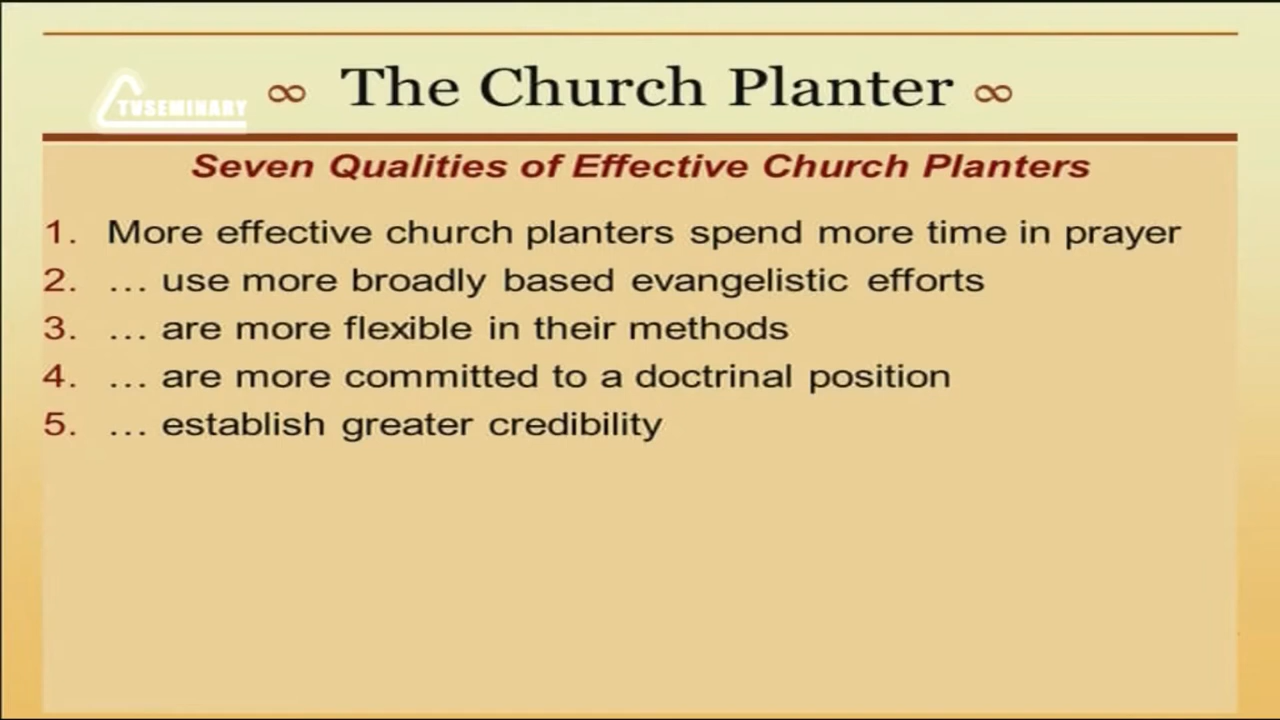 The Church Planter
TVSEMINARY
Seven Qualities of Effective Church Planters
1. More effective church planters spend more time in prayer
2. … use more broadly based evangelistic efforts
3. … are more flexible in their methods
4. … are more committed to a doctrinal position
5. … establish greater credibility